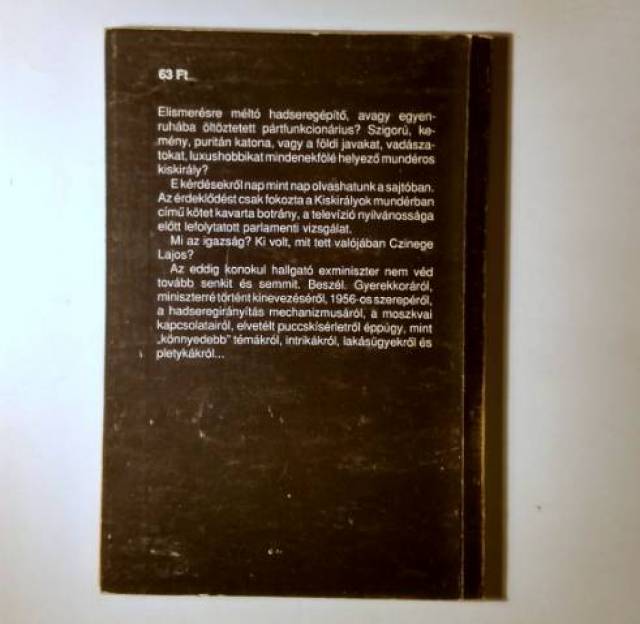 63 Ft
Elismerésre méltó hadseregépítő, avagy egyen-
ruhába öltöztetett pártfunkcionárius? Szigorú, ke-
mény, puritán katona, vagy a földi javakat, vadásza-
tokat, luxushobbikat mindenekfölé helyező mundéros
kiskirály?
E kérdésekről nap mint nap olvashatunk a sajtóban.
Az érdeklődést csak fokozta a Kiskirályok mundérban
című kötet kavarta botrány, a televízió nyilvánossága
előtt lefolytatott parlamenti vizsgálat.
Mi az igazság? Ki volt, mit tett valójában Czinege
Lajos?
Az eddig konokul hallgató exminiszter nem véd
tovább senkit és semmit. Beszél. Gyerekkoráról,
miniszterré történt kinevezéséről, 1956-os szerepéről,
a hadseregirányítás mechanizmusáról, a moszkvai
kapcsolatairól, elvetélt puccskísérletről éppúgy, mint
„könnyedebb" témákról, intrikákról, lakásügyekről és
pletykákról...